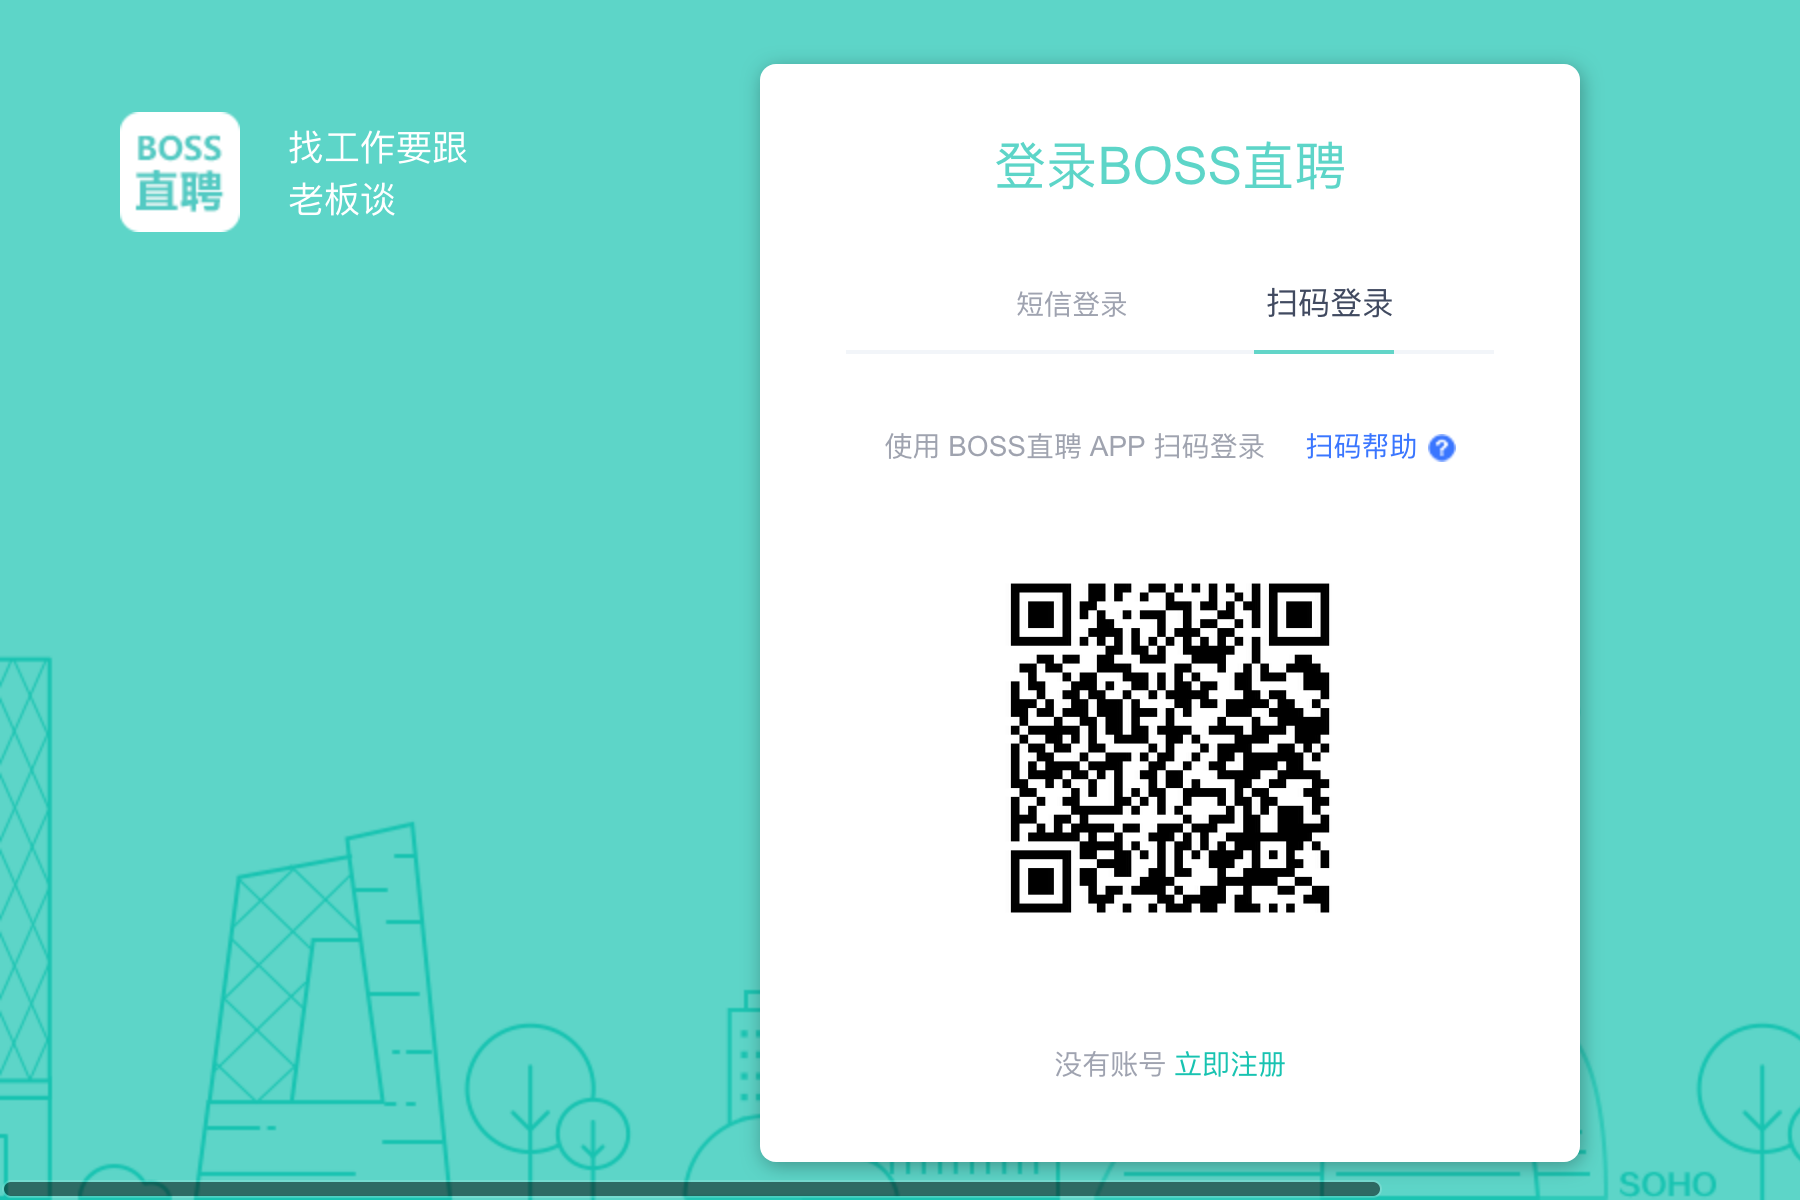 BOSS
直聘
找工作要跟
老板谈
登录BOSS直聘
短信登录
扫码登录
使用 BOSS直聘 APP 扫码登录
扫码帮助 ?
没有账号 立即注册
SOHO